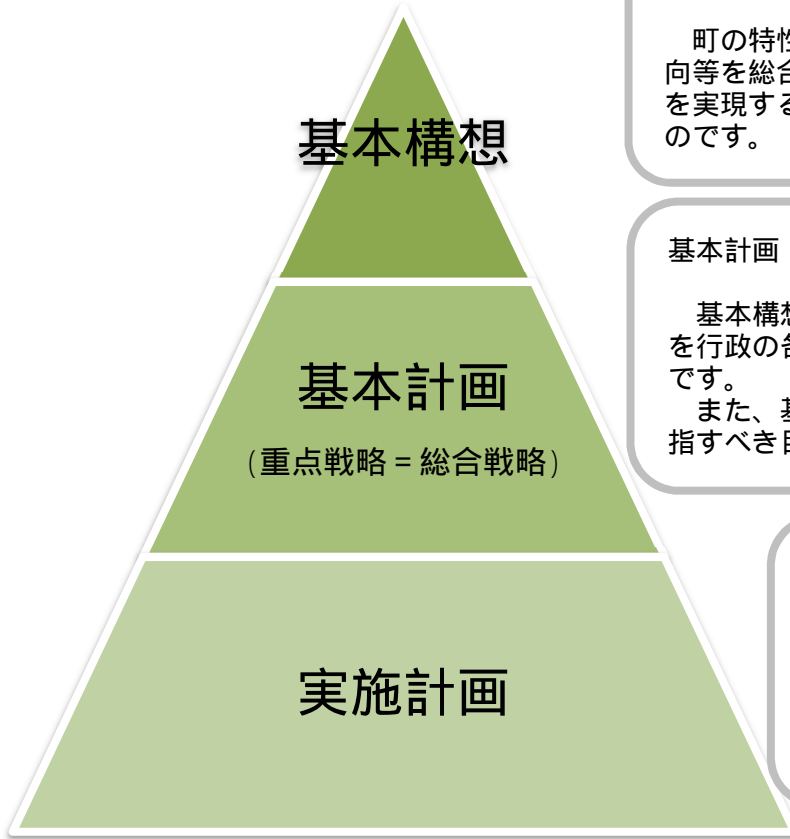 基本構想
基本計画
(重点戦略=総合戦略)
実施計画
町の特性
向等を総合
を実現する
のです。
基本計画
基本構想
を行政の各
です。
また、基
指すべき目